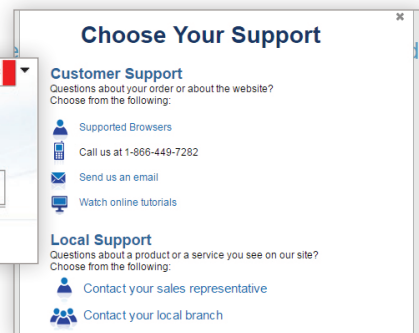 Choose Your Support
Customer Support
Questions about your order or about the website?
Choose from the following:
Supported Browsers
Call us at 1-866-449-7282
Send us an email
Watch online tutorials
Local Support
Questions about a product or a service you see on our site?
Choose from the following:
Contact your sales representative
Contact your local branch